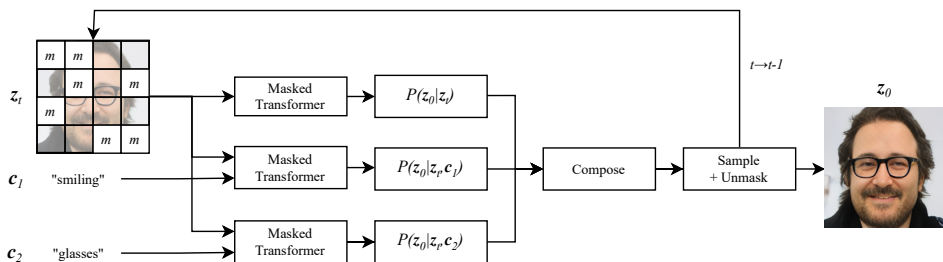 m m
m m
m
m m
z_t
t→t-1
z_0
Masked
Transformer
P(z_0|z_t)
c_1
"smiling"
Masked
Transformer
P(z_0|z_t,c_1)
Compose
Sample
+ Unmask
c_2
"glasses"
Masked
Transformer
P(z_0|z_t,c_2)